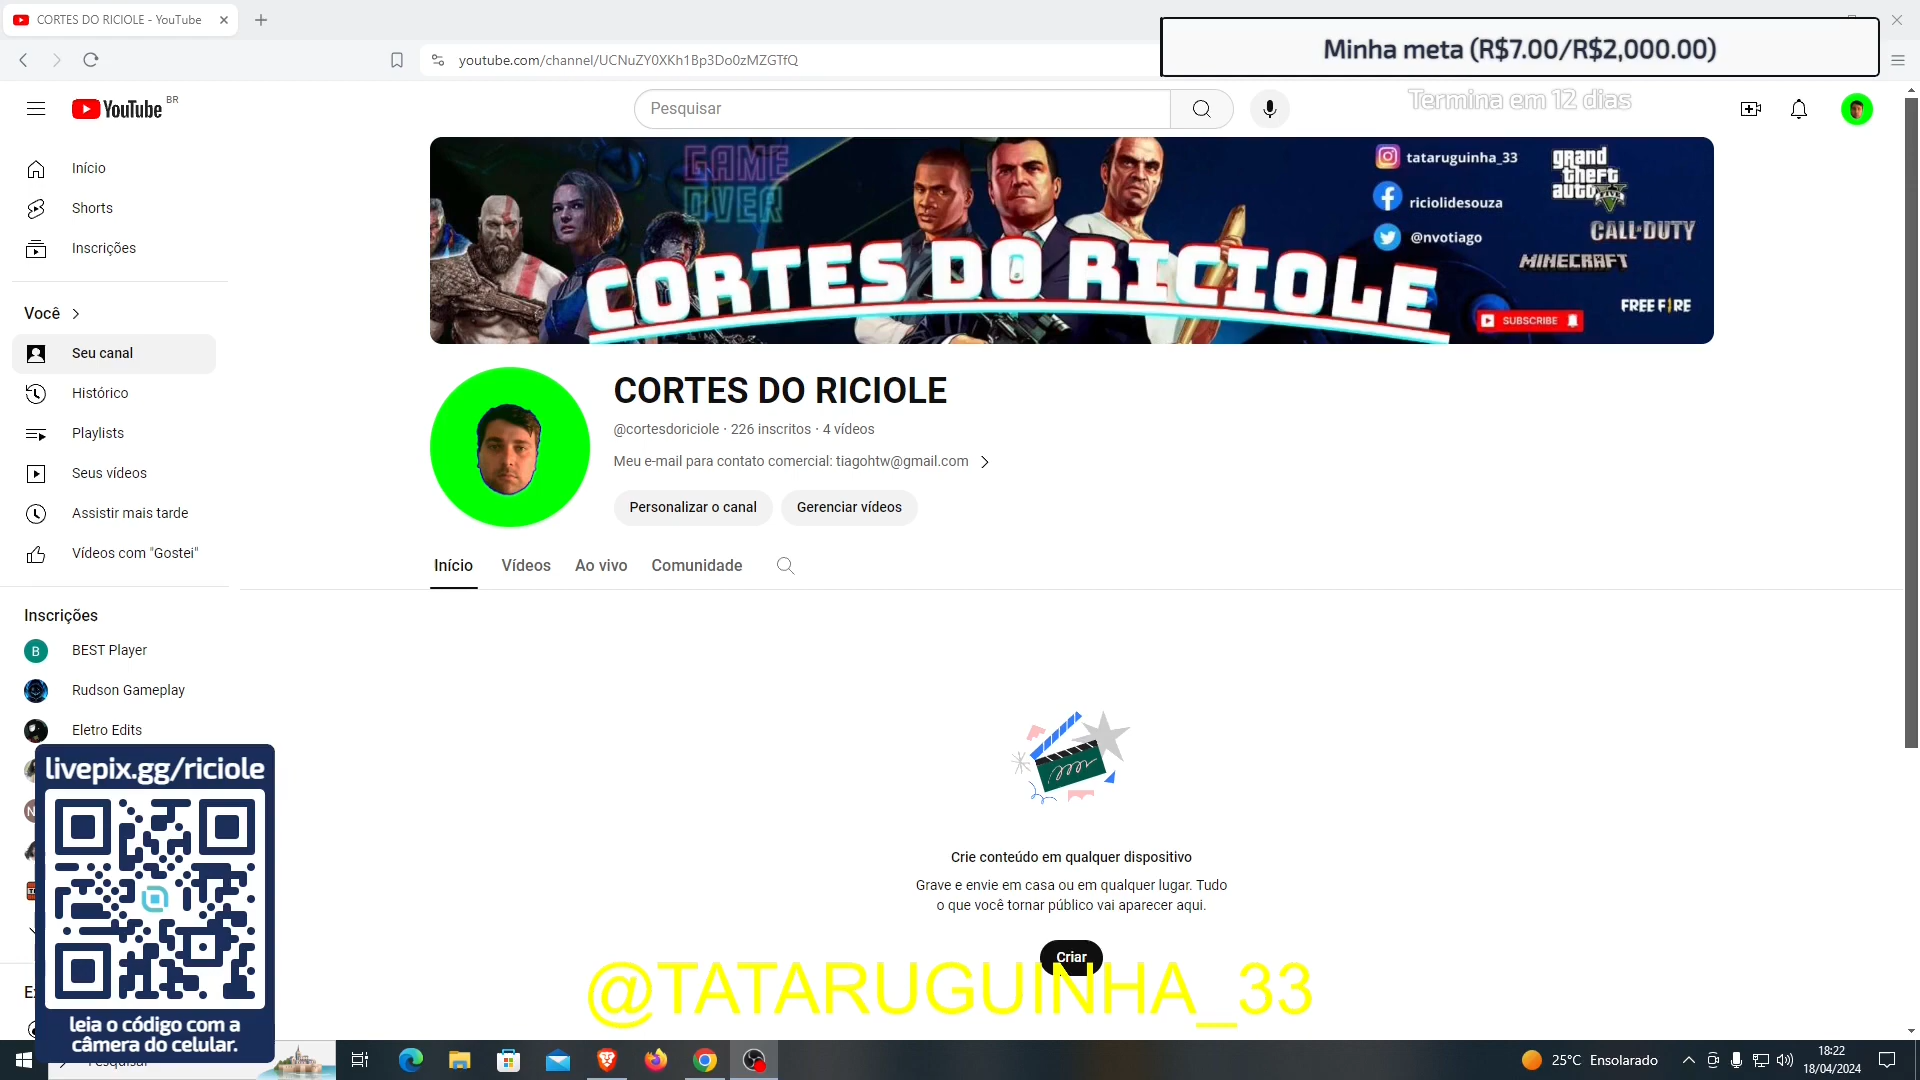 CORTES DO RICIOLE - YouTube
youtube.com/channel/UCNuZY0XKh1Bp3Do0zMZGTfQ
Minha meta (R$7.00/R$2,000.00)
Termina em 12 dias
YouTube BR
Pesquisar
Início
Shorts
Inscrições
Você
Seu canal
Histórico
Playlists
Seus vídeos
Assistir mais tarde
Vídeos com "Gostei"
Inscrições
BEST Player
Rudson Gameplay
Eletro Edits
GAME
OVER
CORTES DO RICIOLE
tataruguinha_33
riciolidesouza
@nvotiago
grand
theft
auto
V
CALL OF DUTY
MINECRAFT
FREE FIRE
SUBSCRIBE
CORTES DO RICIOLE
@cortesdoriciole · 226 inscritos · 4 vídeos
Meu e-mail para contato comercial: tiagohtw@gmail.com
Personalizar o canal
Gerenciar vídeos
Início
Vídeos
Ao vivo
Comunidade
Crie conteúdo em qualquer dispositivo
Grave e envie em casa ou em qualquer lugar. Tudo
o que você tornar público vai aparecer aqui.
Criar
@TATARUGUINHA_33
livepix.gg/riciole
leia o código com a
câmera do celular.
25°C Ensolarado
18:22
18/04/2024